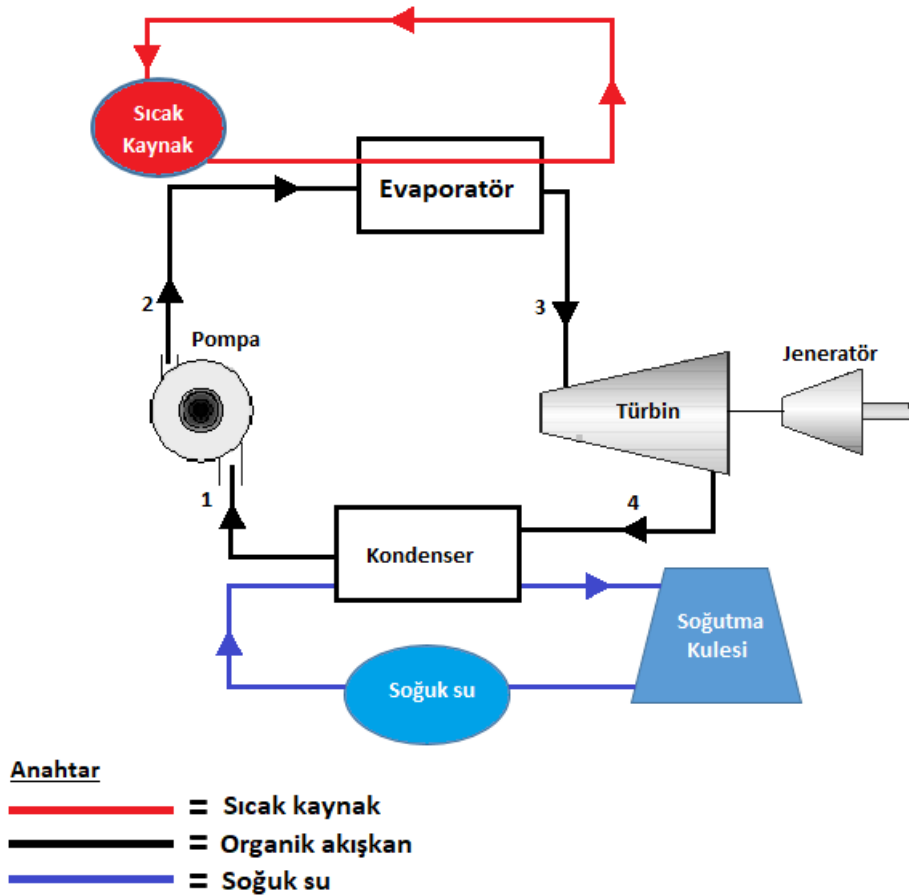 Sıcak
Kaynak
Evaporatör
2
3
Pompa
Jeneratör
Türbin
1
4
Kondenser
Soğutma
Kulesi
Soğuk su
Anahtar
= Sıcak kaynak
= Organik akışkan
= Soğuk su